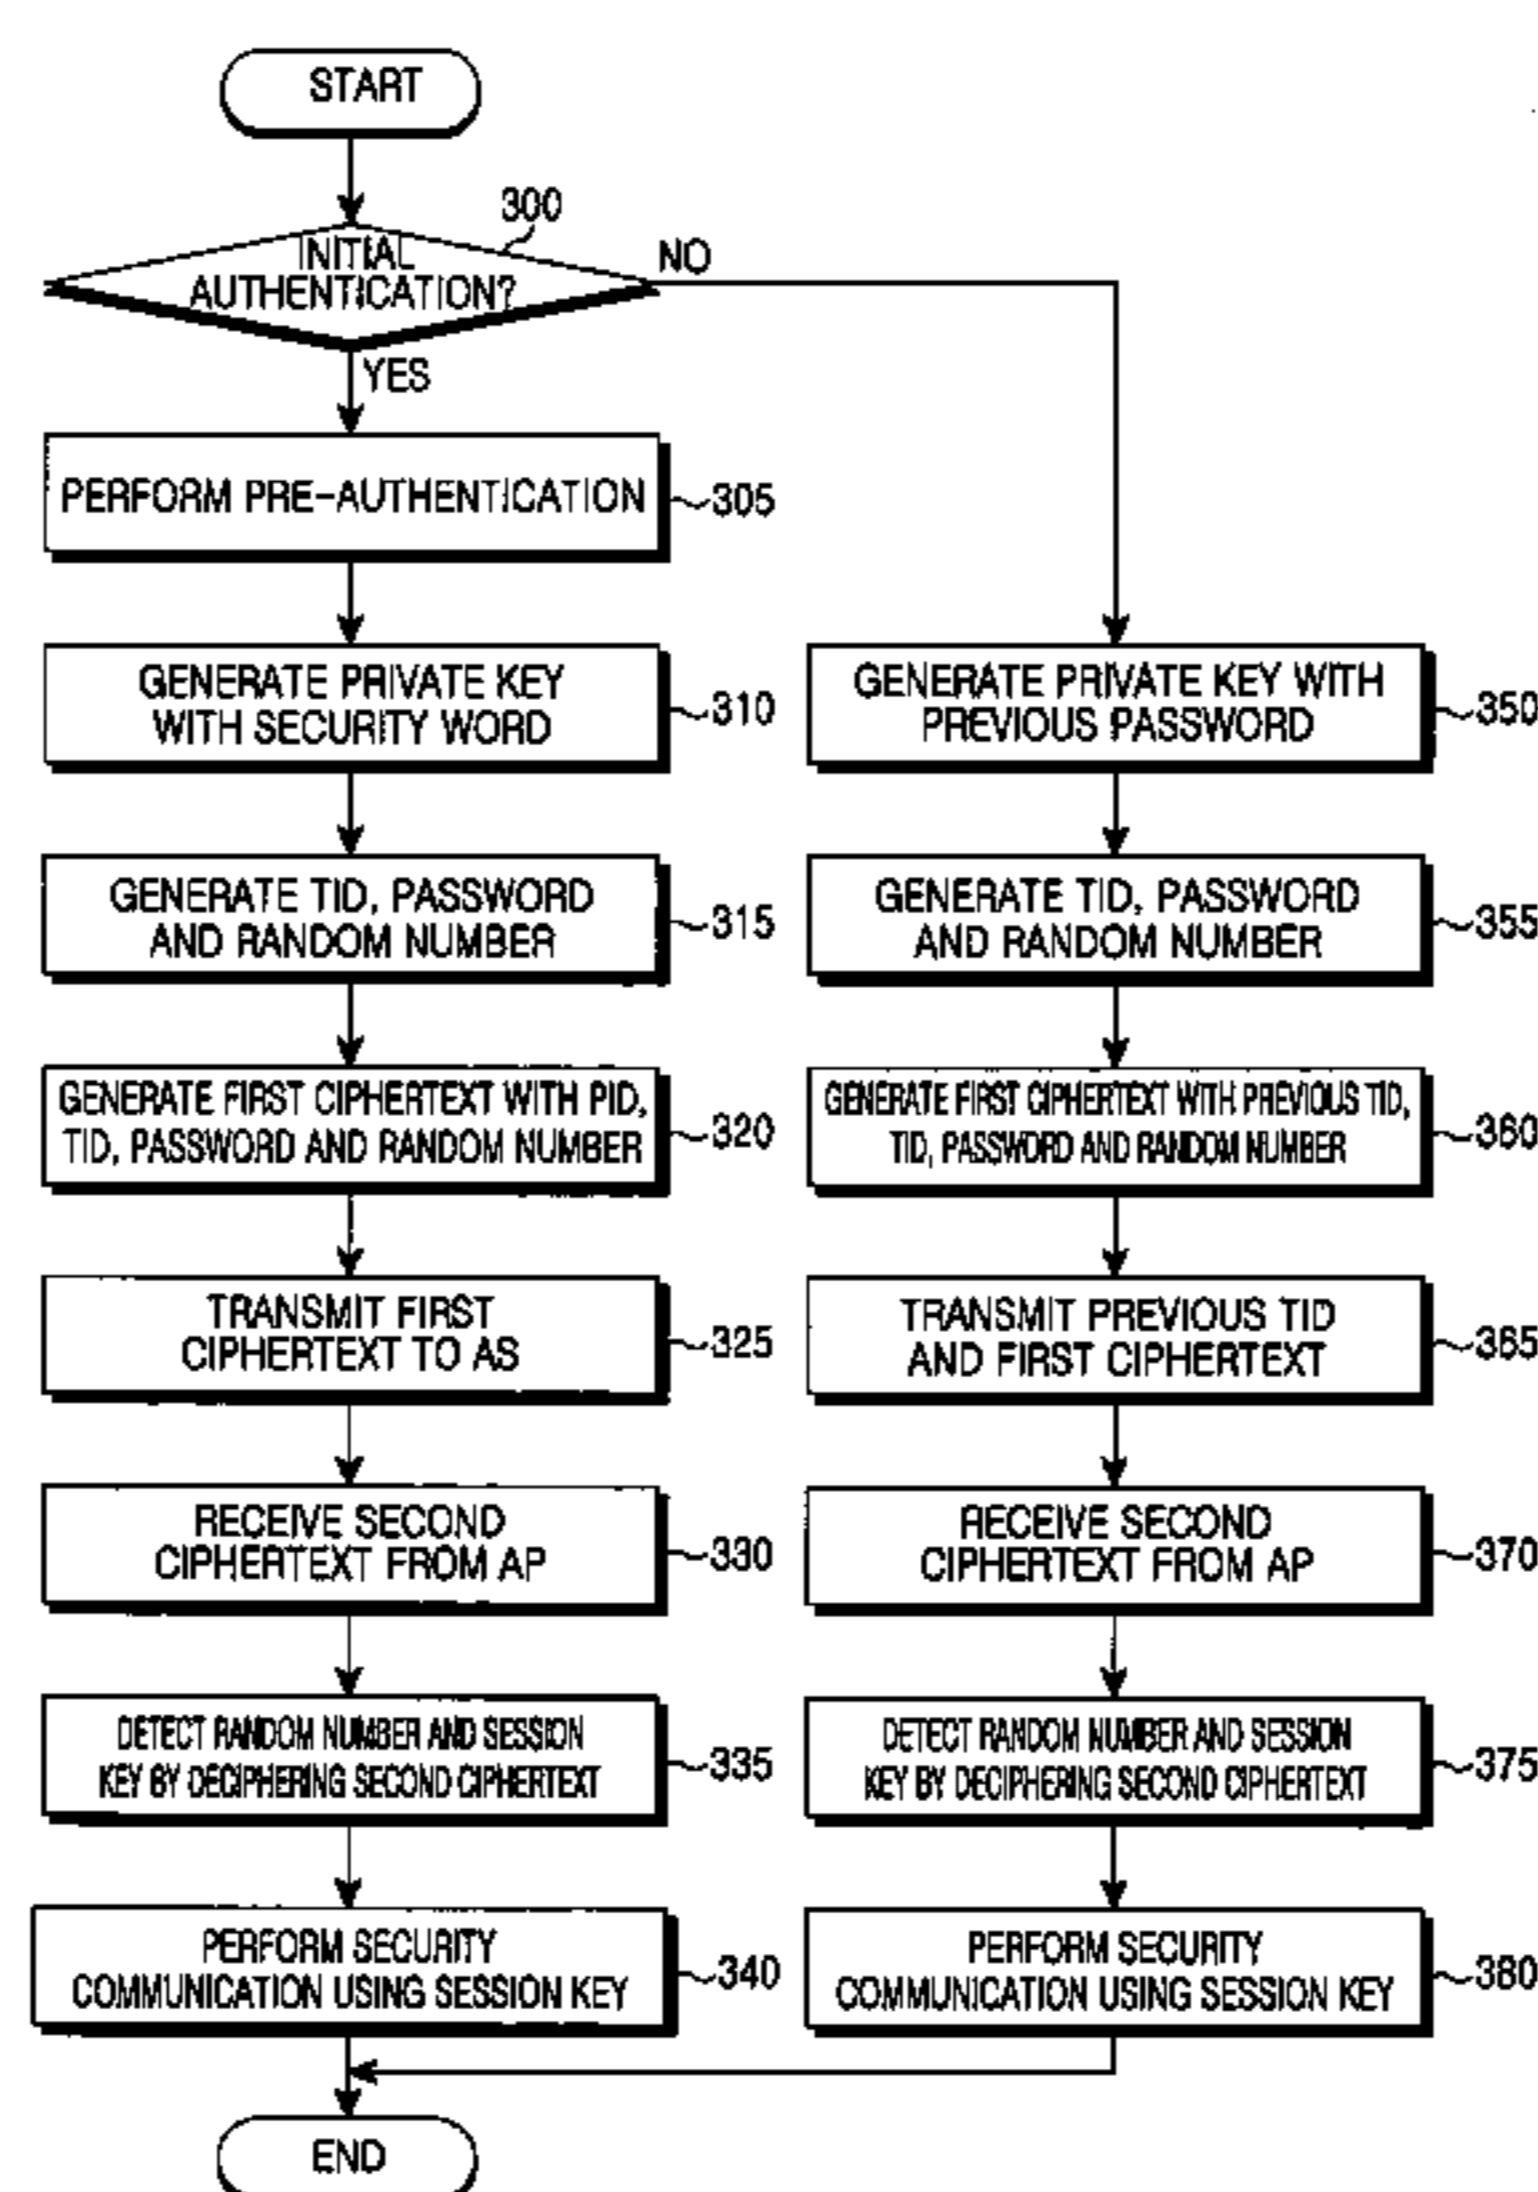 START
300
INITIAL
AUTHENTICATION?
NO
YES
PERFORM PRE-AUTHENTICATION
305
GENERATE PRIVATE KEY
WITH SECURITY WORD
310
GENERATE TID, PASSWORD
AND RANDOM NUMBER
315
GENERATE FIRST CIPHERTEXT WITH PID,
TID, PASSWORD AND RANDOM NUMBER
320
TRANSMIT FIRST
CIPHERTEXT TO AS
325
RECEIVE SECOND
CIPHERTEXT FROM AP
330
DETECT RANDOM NUMBER AND SESSION
KEY BY DECIPHERING SECOND CIPHERTEXT
335
PERFORM SECURITY
COMMUNICATION USING SESSION KEY
340
GENERATE PRIVATE KEY WITH
PREVIOUS PASSWORD
350
GENERATE TID, PASSWORD
AND RANDOM NUMBER
355
GENERATE FIRST CIPHERTEXT WITH PREVIOUS TID,
TID, PASSWORD AND RANDOM NUMBER
360
TRANSMIT PREVIOUS TID
AND FIRST CIPHERTEXT
365
RECEIVE SECOND
CIPHERTEXT FROM AP
370
DETECT RANDOM NUMBER AND SESSION
KEY BY DECIPHERING SECOND CIPHERTEXT
375
PERFORM SECURITY
COMMUNICATION USING SESSION KEY
380
END